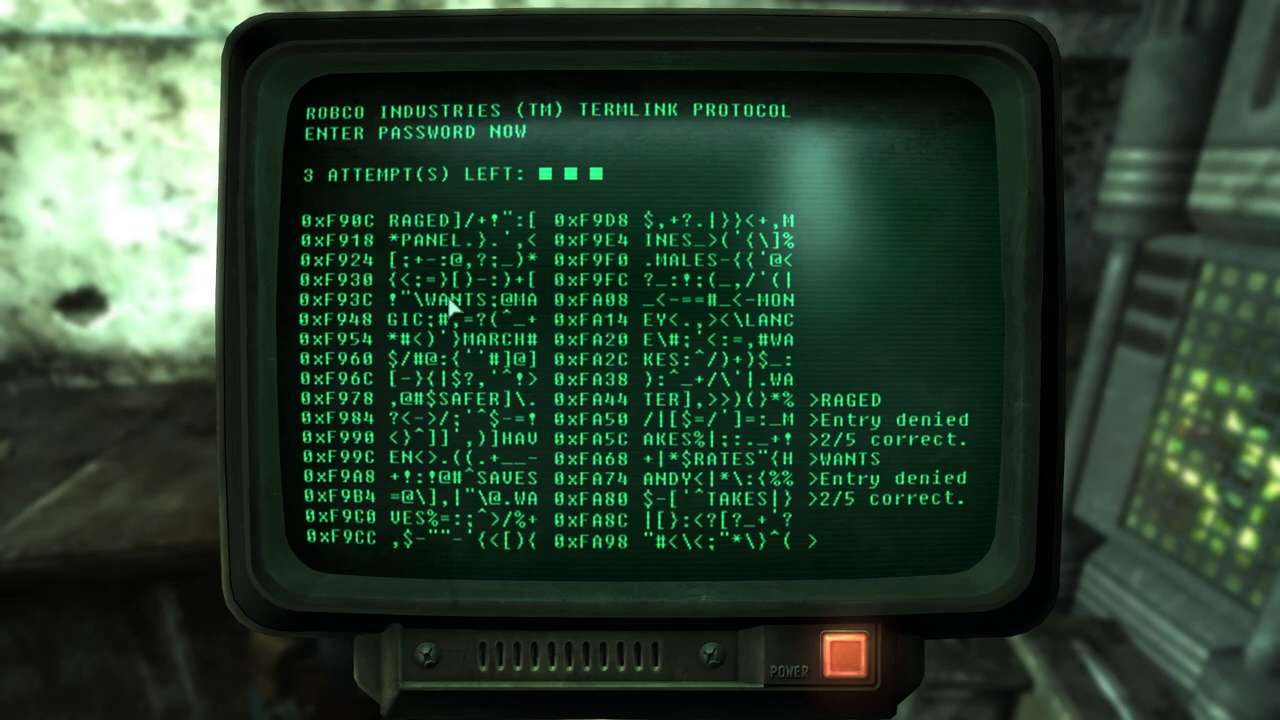 ROBCO INDUSTRIES (TM) TERMLINK PROTOCOL
ENTER PASSWORD NOW
3 ATTEMPT(S) LEFT: ■ ■ ■
0xF90C RAGED]/+!":[ 0xF9D8 $,+?.|}}<+,M
0xF918 *PANEL.}.',< 0xF9E4 INES_>('{\]%
0xF924 [;+-:@,?;_)* 0xF9F0 .MALES-{{'@<
0xF930 {<;=}[)-:)+[ 0xF9FC ?_:!:(_,/'(|
0xF93C !"\WANTS;@MA 0xFA08 _<-==#_<-MON
0xF948 GIC;#,=?(^_+ 0xFA14 EY<.,><\LANC
0xF954 *#<)'}MARCH# 0xFA20 E\#;'<:=,#WA
0xF960 $/#@:{''#]@] 0xFA2C KES:^/)+)$_:
0xF96C [-}{|$?,'^!> 0xFA38 ):^_+/\'|.WA
0xF978 ,@#$SAFER]\. 0xFA44 TER],>>)(}*% >RAGED
0xF984 ?<->/;'^$-=! 0xFA50 /|[$=/']=:_M >Entry denied
0xF990 <}^]]',)]HAV 0xFA5C AKES%|;:._+! >2/5 correct.
0xF99C EN<>.((.+__- 0xFA68 +|*$RATES"{H >WANTS
0xF9A8 +!:!@#^SAVES 0xFA74 ANDY<|*\:{%% >Entry denied
0xF9B4 =@\],|"\@.WA 0xFA80 $-['^TAKES|} >2/5 correct.
0xF9C0 VES%=:;^>/%+ 0xFA8C |[}:<?[?_+'?
0xF9CC ,$-""-'{<[){ 0xFA98 "#<\<;"*\}^( >
POWER